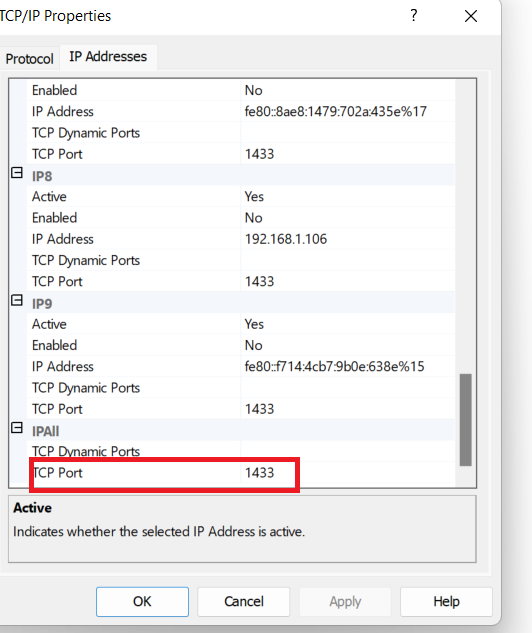 TCP/IP Properties ?
Protocol IP Addresses
Enabled No
IP Address fe80::8ae8:1479:702a:435e%17
TCP Dynamic Ports
TCP Port 1433
IP8
Active Yes
Enabled No
IP Address 192.168.1.106
TCP Dynamic Ports
TCP Port 1433
IP9
Active Yes
Enabled No
IP Address fe80::f714:4cb7:9b0e:638e%15
TCP Dynamic Ports
TCP Port 1433
IPAll
TCP Dynamic Ports
TCP Port 1433
Active
Indicates whether the selected IP Address is active.
OK Cancel Apply Help